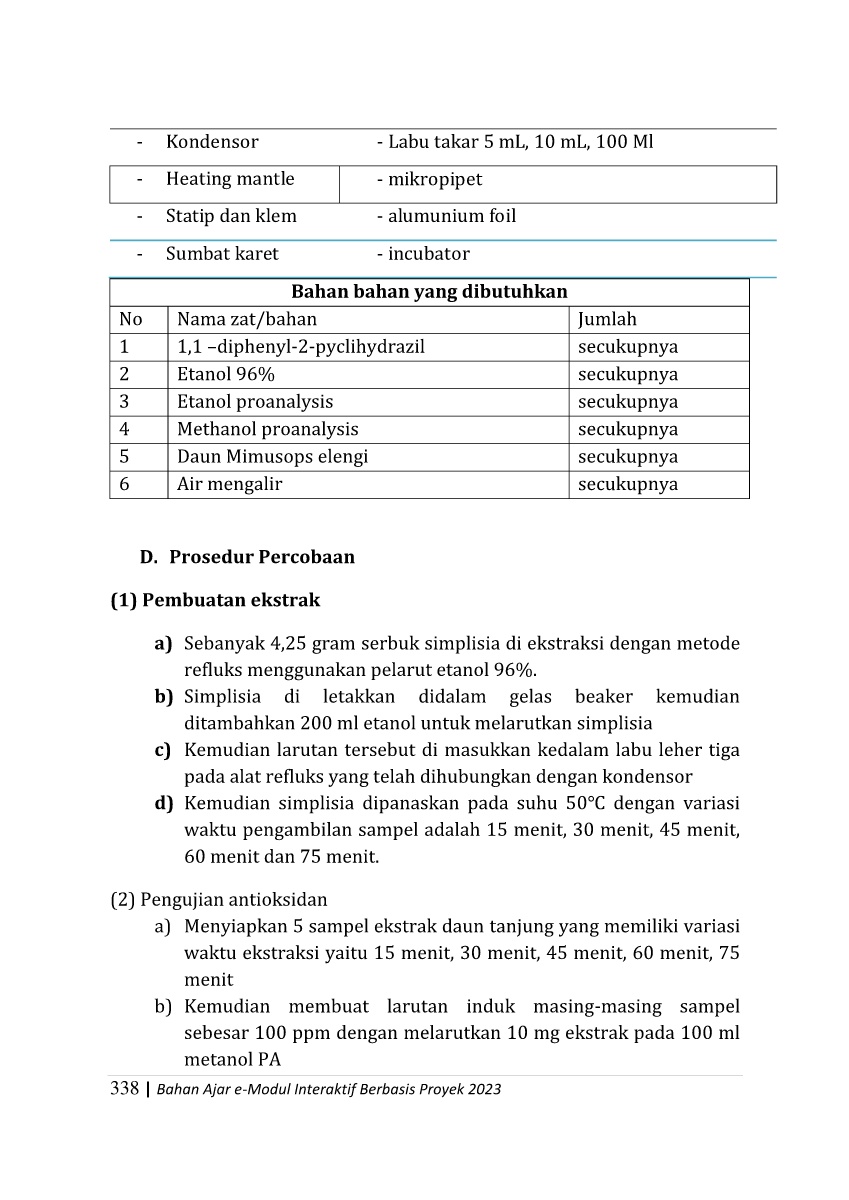 - Kondensor - Labu takar 5 mL, 10 mL, 100 Ml
- Heating mantle - mikropipet
- Statip dan klem - alumunium foil
- Sumbat karet - incubator
Bahan bahan yang dibutuhkan
No Nama zat/bahan Jumlah
1 1,1 –diphenyl-2-pyclihydrazil secukupnya
2 Etanol 96% secukupnya
3 Etanol proanalysis secukupnya
4 Methanol proanalysis secukupnya
5 Daun Mimusops elengi secukupnya
6 Air mengalir secukupnya
D. Prosedur Percobaan
(1) Pembuatan ekstrak
a) Sebanyak 4,25 gram serbuk simplisia di ekstraksi dengan metode
refluks menggunakan pelarut etanol 96%.
b) Simplisia di letakkan didalam gelas beaker kemudian
ditambahkan 200 ml etanol untuk melarutkan simplisia
c) Kemudian larutan tersebut di masukkan kedalam labu leher tiga
pada alat refluks yang telah dihubungkan dengan kondensor
d) Kemudian simplisia dipanaskan pada suhu 50℃ dengan variasi
waktu pengambilan sampel adalah 15 menit, 30 menit, 45 menit,
60 menit dan 75 menit.
(2) Pengujian antioksidan
a) Menyiapkan 5 sampel ekstrak daun tanjung yang memiliki variasi
waktu ekstraksi yaitu 15 menit, 30 menit, 45 menit, 60 menit, 75
menit
b) Kemudian membuat larutan induk masing-masing sampel
sebesar 100 ppm dengan melarutkan 10 mg ekstrak pada 100 ml
metanol PA
338 | Bahan Ajar e-Modul Interaktif Berbasis Proyek 2023